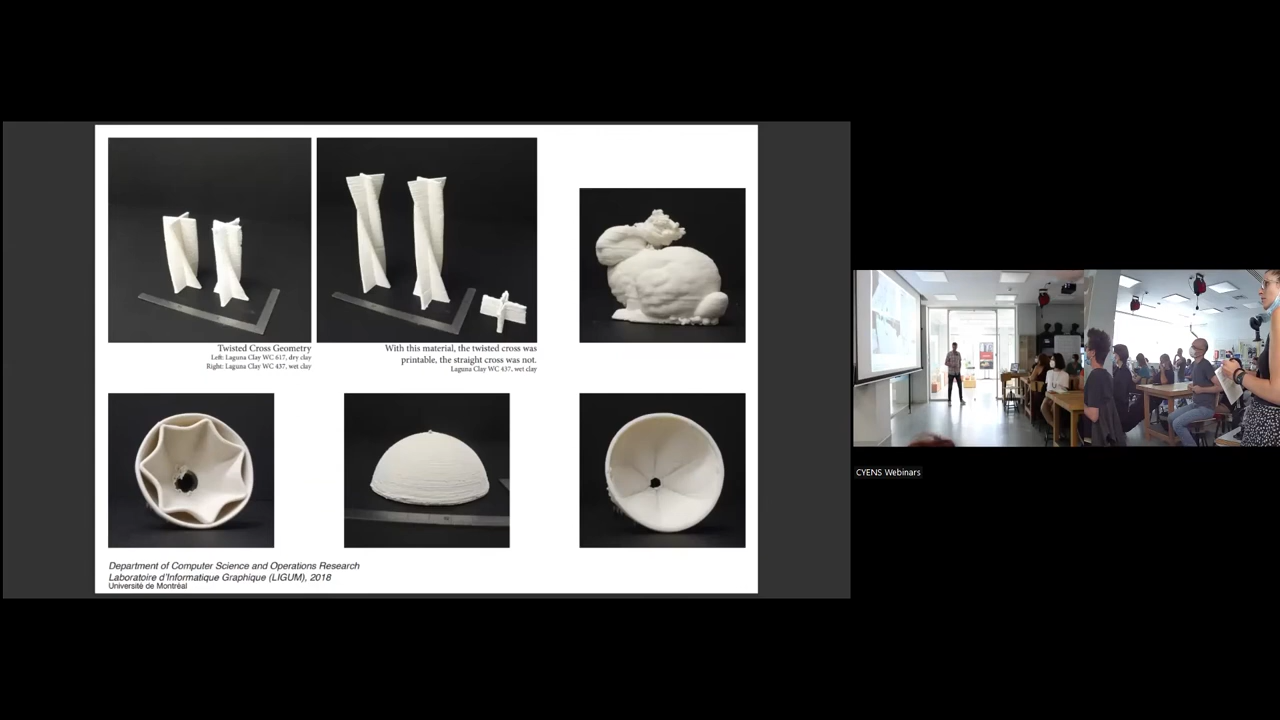 Twisted Cross Geometry
Left: Laguna Clay WC 617, dry clay
Right: Laguna Clay WC 437, wet clay
With this material, the twisted cross was
printable, the straight cross was not.
Laguna Clay WC 437, wet clay
Department of Computer Science and Operations Research
Laboratoire d'Informatique Graphique (LIGUM), 2018
Université de Montréal
CYENS Webinars